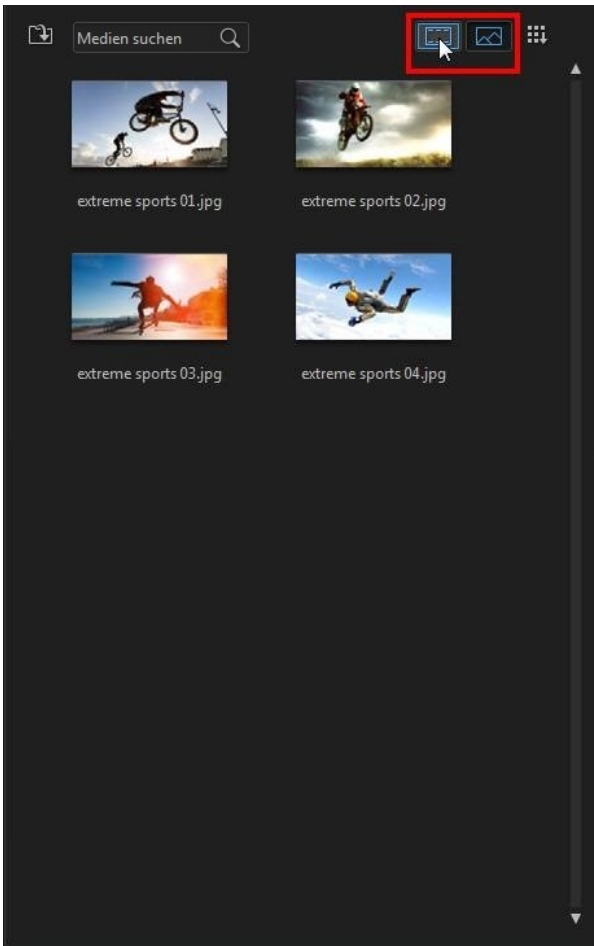 Medien suchen
extreme sports 01.jpg
extreme sports 02.jpg
extreme sports 03.jpg
extreme sports 04.jpg